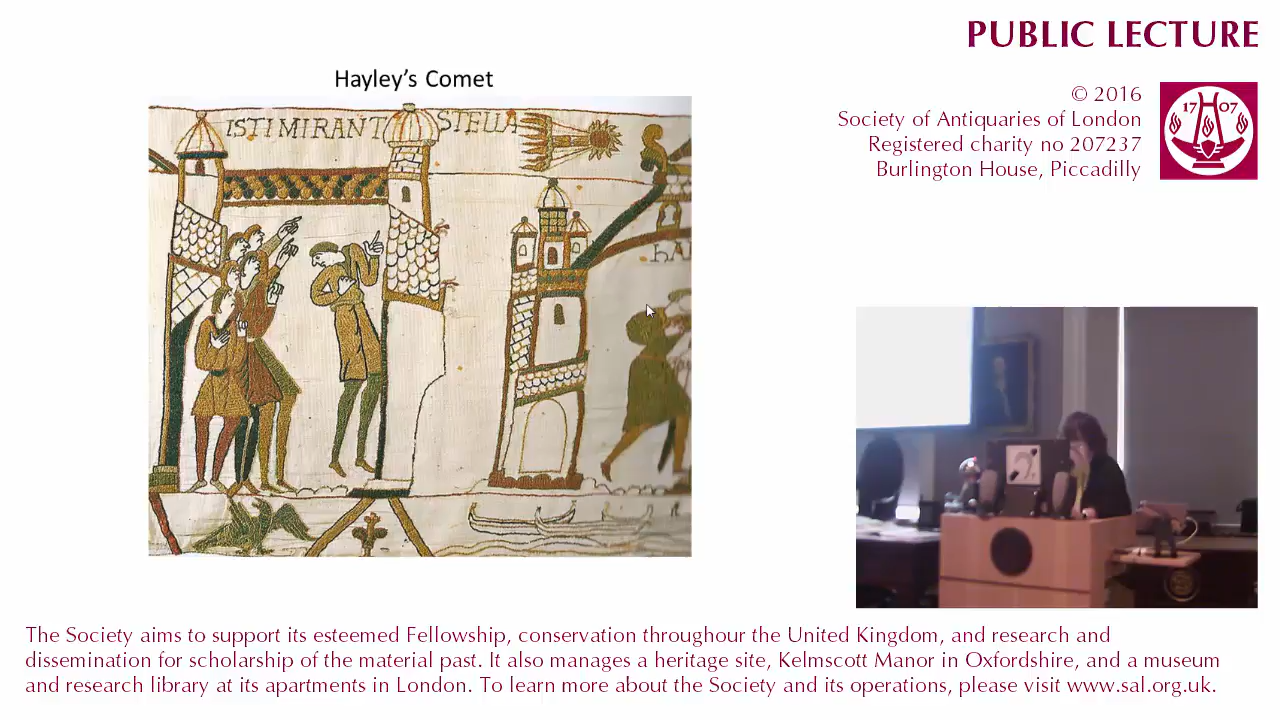 PUBLIC LECTURE
Hayley's Comet
© 2016
Society of Antiquaries of London
Registered charity no 207237
Burlington House, Piccadilly
17 07
ISTI MIRANT STELLA
HA
The Society aims to support its esteemed Fellowship, conservation throughour the United Kingdom, and research and
dissemination for scholarship of the material past. It also manages a heritage site, Kelmscott Manor in Oxfordshire, and a museum
and research library at its apartments in London. To learn more about the Society and its operations, please visit www.sal.org.uk.